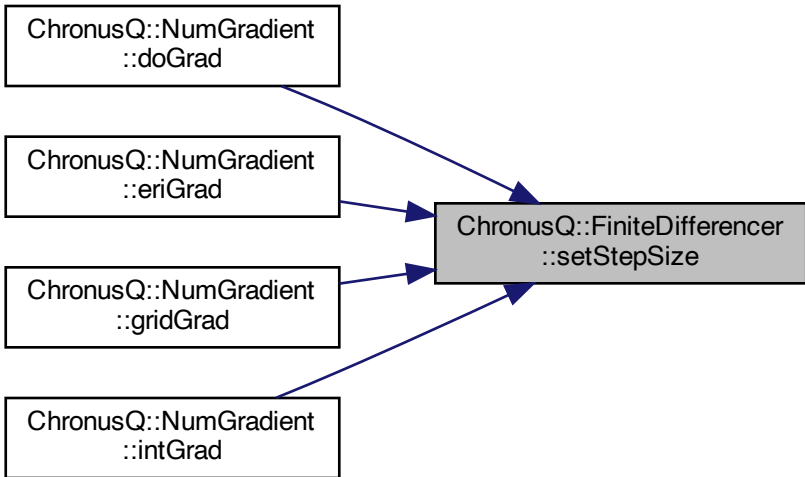 ChronusQ::NumGradient
::doGrad
ChronusQ::NumGradient
::eriGrad
ChronusQ::FiniteDifferencer
::setStepSize
ChronusQ::NumGradient
::gridGrad
ChronusQ::NumGradient
::intGrad